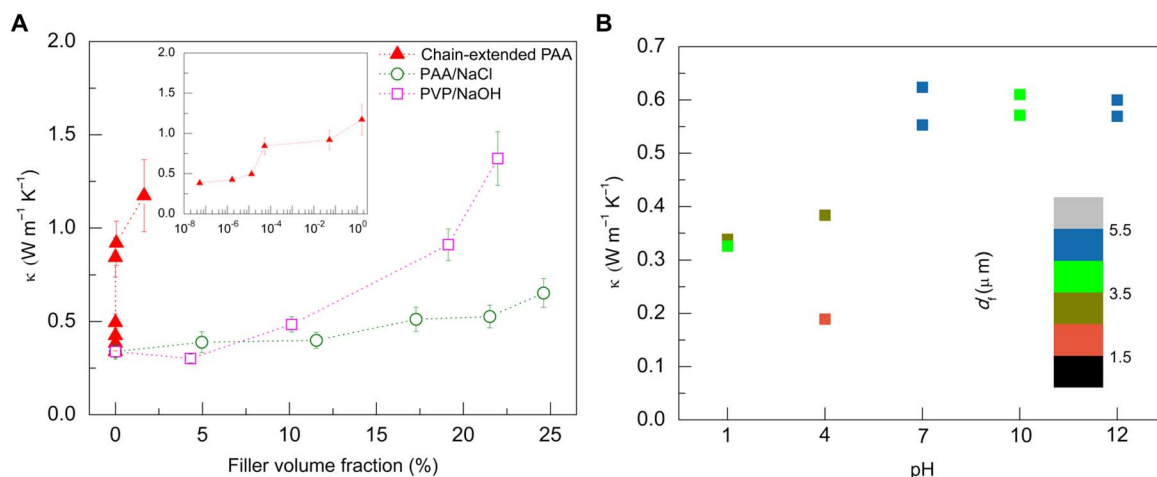 A
κ (W m⁻¹ K⁻¹)
2.0
1.5
1.0
0.5
0.0
0 5 10 15 20 25
Filler volume fraction (%)
2.0
1.5
1.0
0.5
0.0
10⁻⁸ 10⁻⁶ 10⁻⁴ 10⁻² 10⁰
Chain-extended PAA
PAA/NaCl
PVP/NaOH
B
κ (W m⁻¹ K⁻¹)
0.7
0.6
0.5
0.4
0.3
0.2
0.1
0.0
1 4 7 10 12
pH
d_f (μ m)
5.5
3.5
1.5